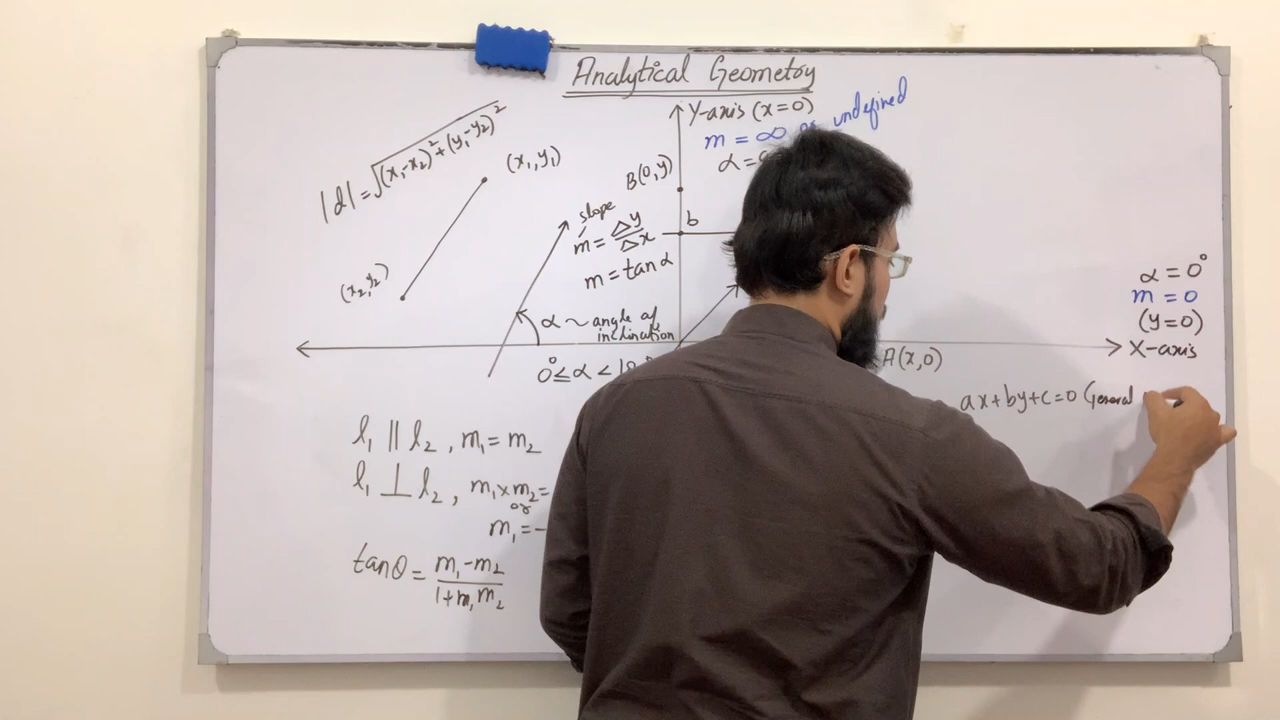 Analytical Geometry
|d| = √(x₁-x₂)²+(y₁-y₂)²
(x₁,y₁)
(x₂,y₂)
Y-axis (x=0)
m = ∞ or undefined
α=
B(0,y)
b
slope
m = Δy/Δx
m = tanα
α ~ angle of
inclination
0°≤α<
α = 0°
m = 0
(y=0)
X-axis
A(x,0)
ax+by+c=0 (General
l₁ ∥ l₂ , m₁ = m₂
l₁ ⊥ l₂ , m₁×m₂=
or
m₁ = -
tanθ = (m₁-m₂)/(1+m₁m₂)